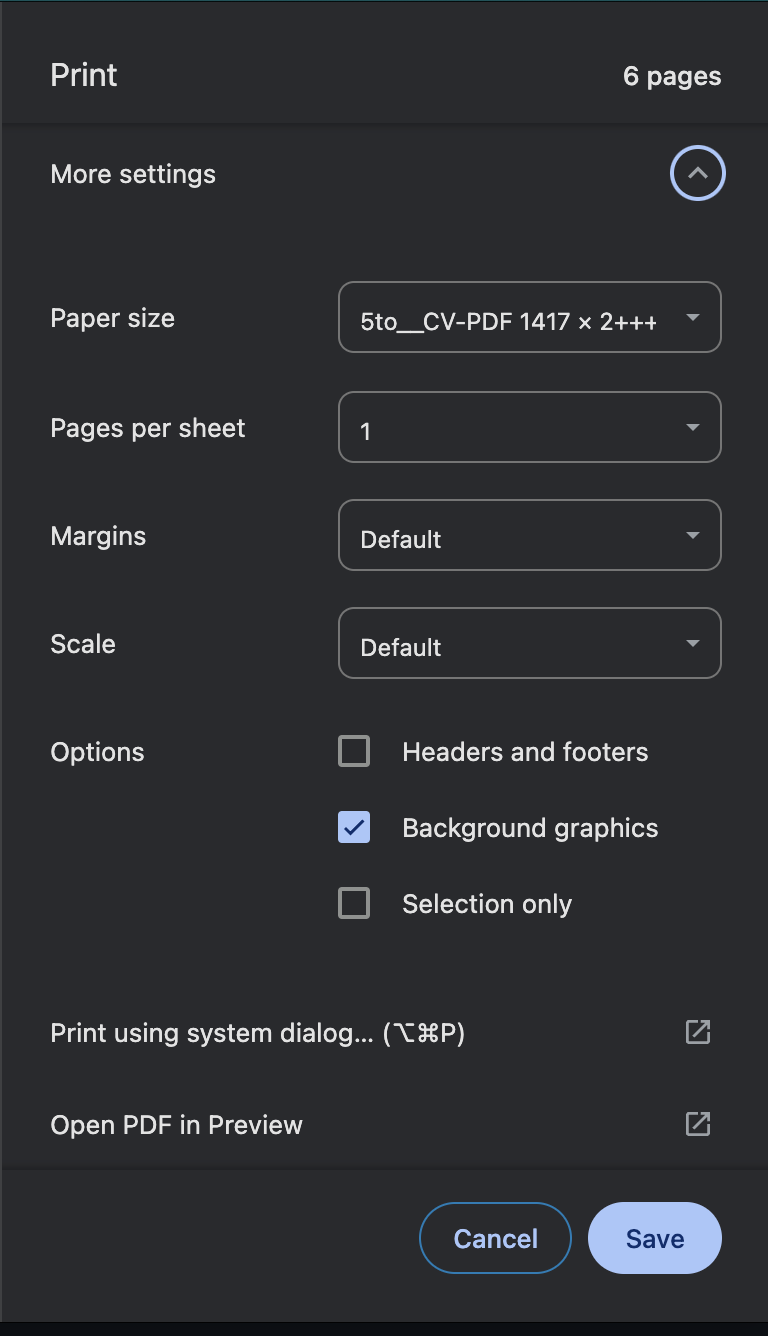 Print
6 pages
More settings
Paper size
5to__CV-PDF 1417 × 2+++
Pages per sheet
1
Margins
Default
Scale
Default
Options
Headers and footers
Background graphics
Selection only
Print using system dialog... (⌥⌘P)
Open PDF in Preview
Cancel
Save